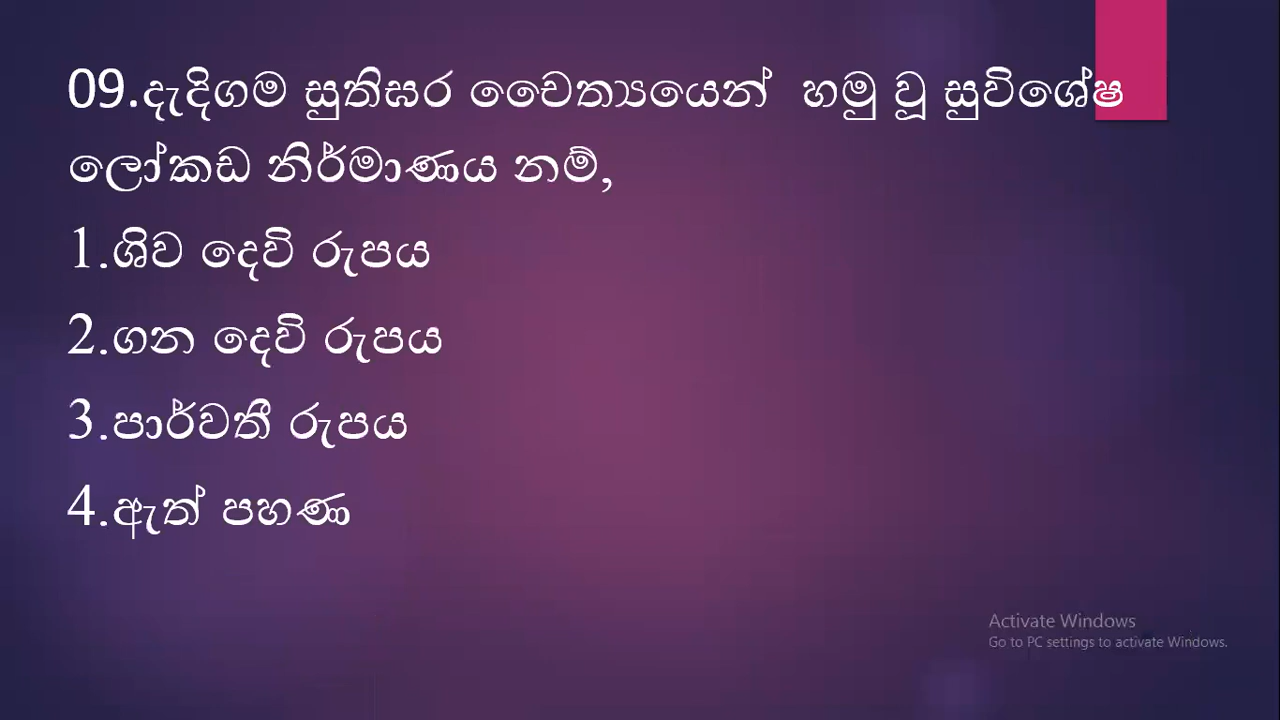 09.දැදිගම සුතිඝර චෛත්‍යයෙන් හමු වූ සුවිශේෂ
ලෝකඩ නිර්මාණය නම්,
1.ශිව දෙවි රුපය
2.ගන දෙවි රුපය
3.පාර්වතී රුපය
4.ඇත් පහණ
Activate Windows
Go to PC settings to activate Windows.